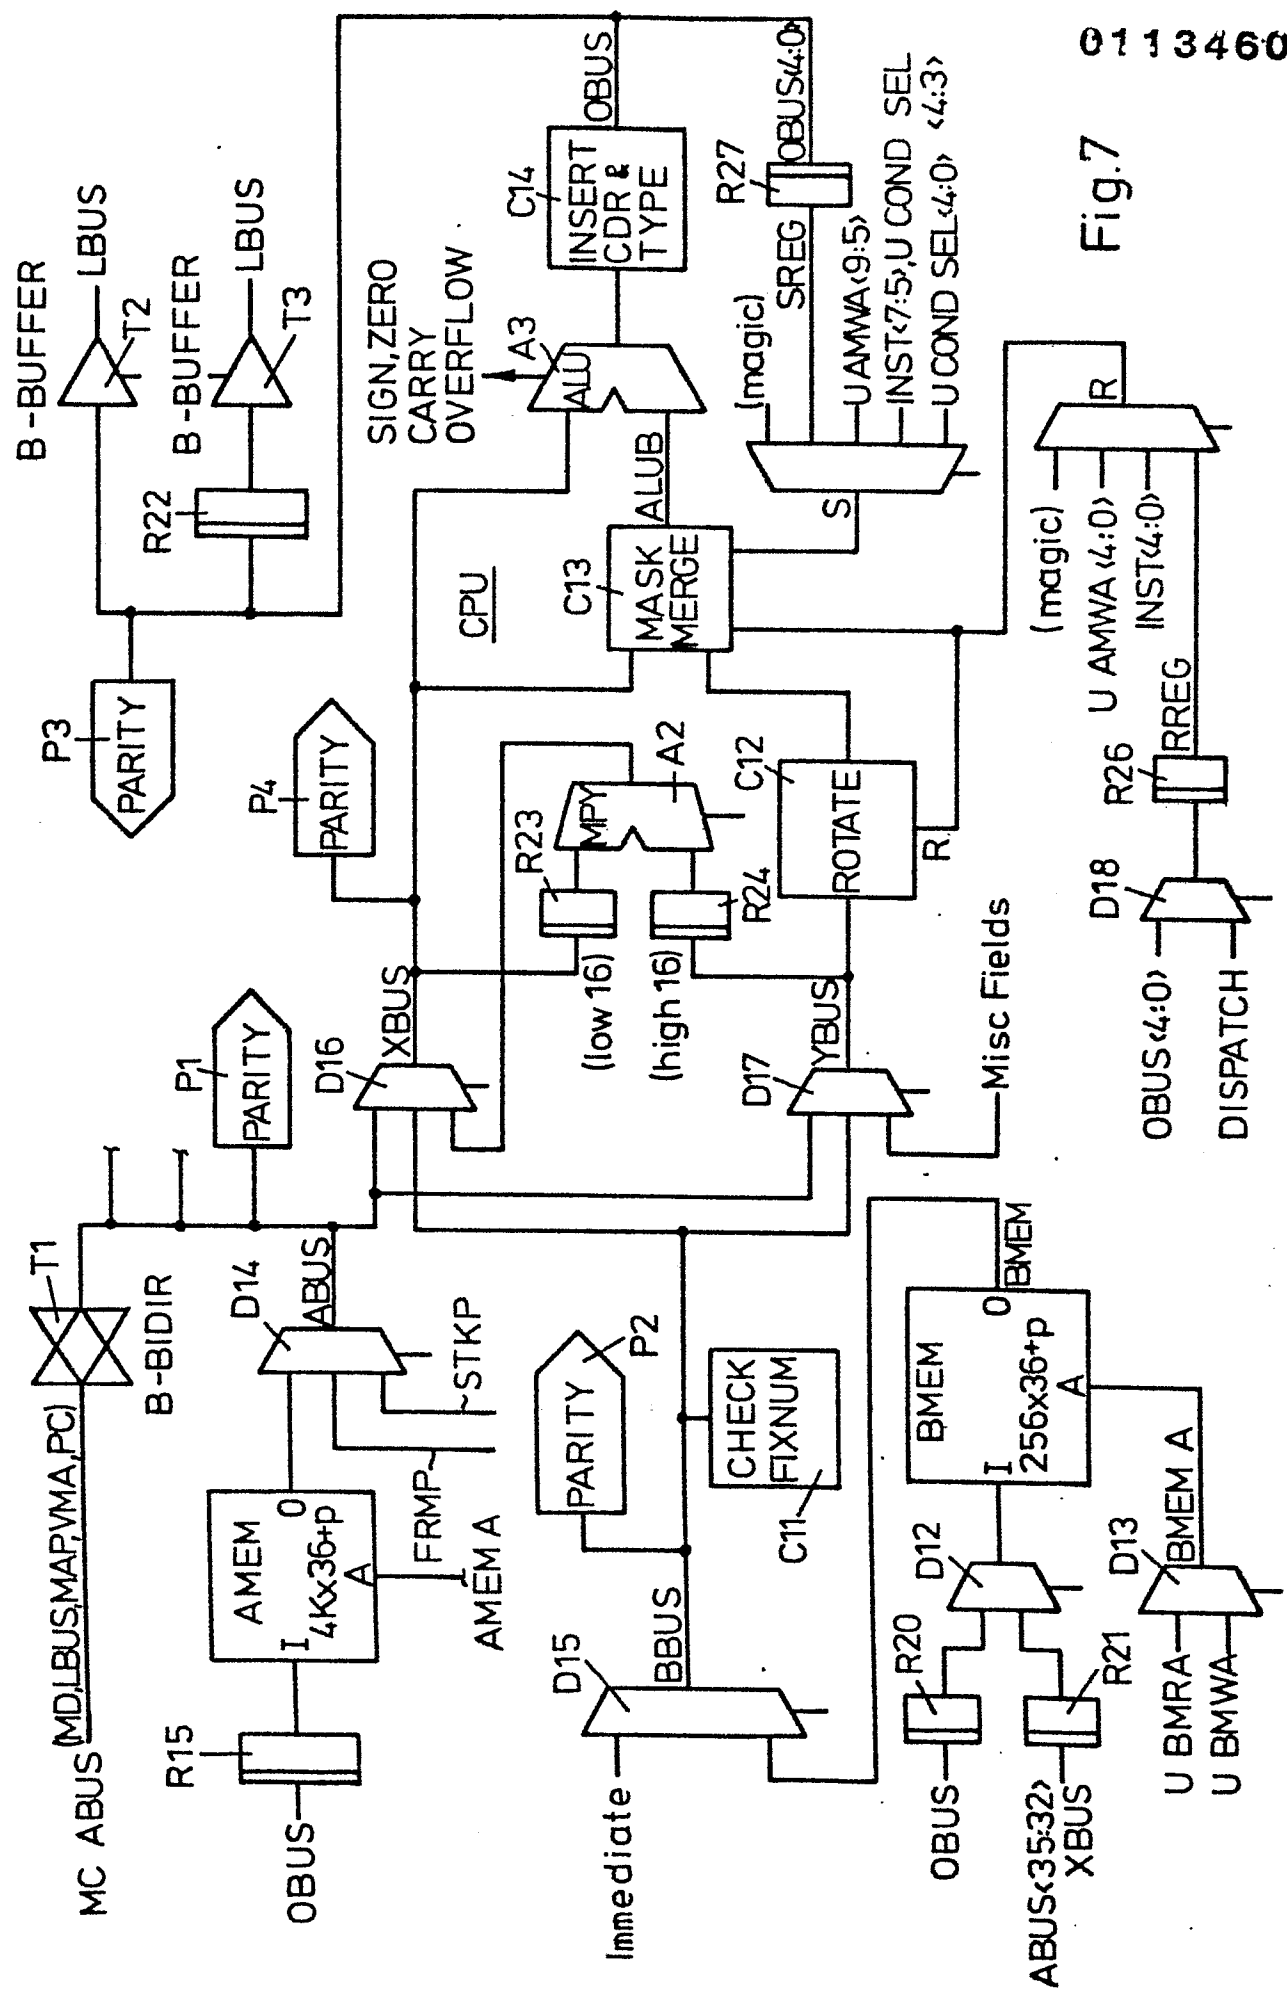 0113460
B-BUFFER
LBUS
T2
B-BUFFER
LBUS
T3
R22
P3
PARITY
P4
PARITY
P1
PARITY
SIGN, ZERO
CARRY
OVERFLOW
A3
ALU
C14
INSERT
CDR &
TYPE
OBUS
R27
OBUS<4:0>
SREG
(magic)
U AMWA<9:5>
INST<7:5>, U COND SEL
U COND SEL<4:0> <4:3>
S
CPU
C13
MASK
MERGE
ALUB
A2
MPY
R23
R24
(low 16)
(high 16)
C12
ROTATE
R
R
(magic)
U AMWA<4:0>
INST<4:0>
RREG
R26
D18
OBUS<4:0>
DISPATCH
Fig.7
D16
XBUS
D17
YBUS
Misc Fields
MC ABUS (MD,LBUS,MAP,VMA,PC)
T1
B-BIDIR
D14
ABUS
~STKP
FRMP~
AMEM A
AMEM
4Kx36+p
I
O
A
R15
OBUS
P2
PARITY
CHECK
FIXNUM
C11
D15
BBUS
Immediate
BMEM
256x36+p
I
O
A
BMEM
BMEM A
D12
D13
R20
R21
OBUS
ABUS<35:32>
XBUS
U BMRA
U BMWA